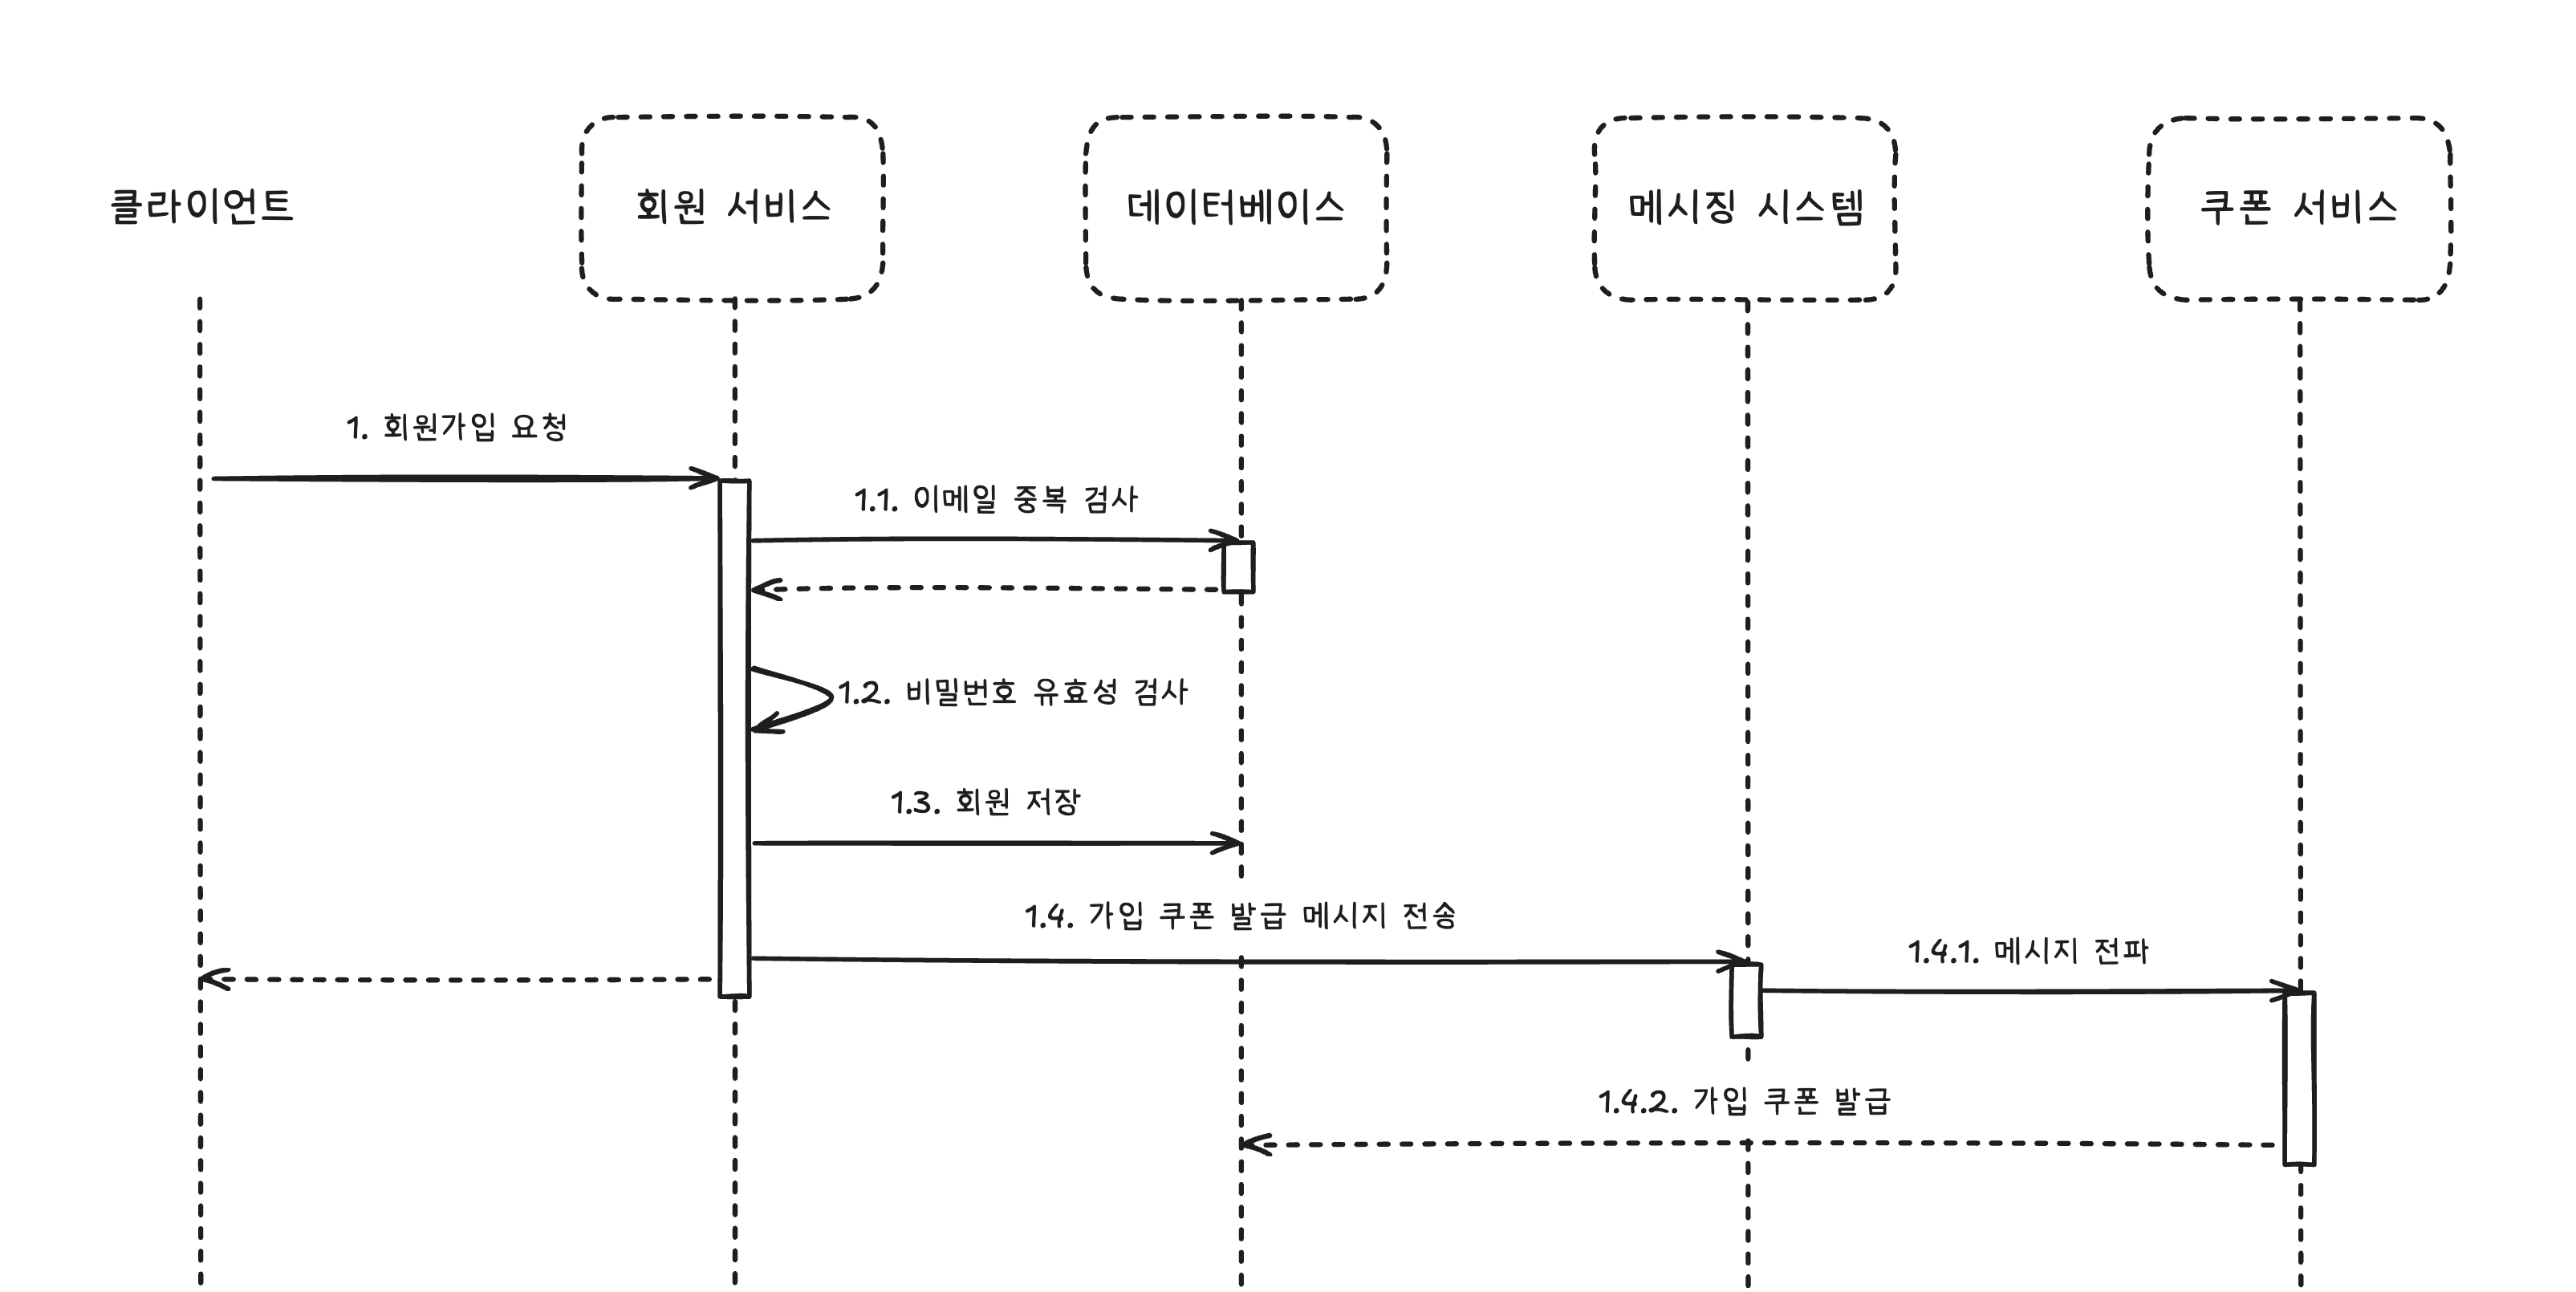 클라이언트
회원 서비스
데이터베이스
메시징 시스템
쿠폰 서비스
1. 회원가입 요청
1.1. 이메일 중복 검사
1.2. 비밀번호 유효성 검사
1.3. 회원 저장
1.4. 가입 쿠폰 발급 메시지 전송
1.4.1. 메시지 전파
1.4.2. 가입 쿠폰 발급